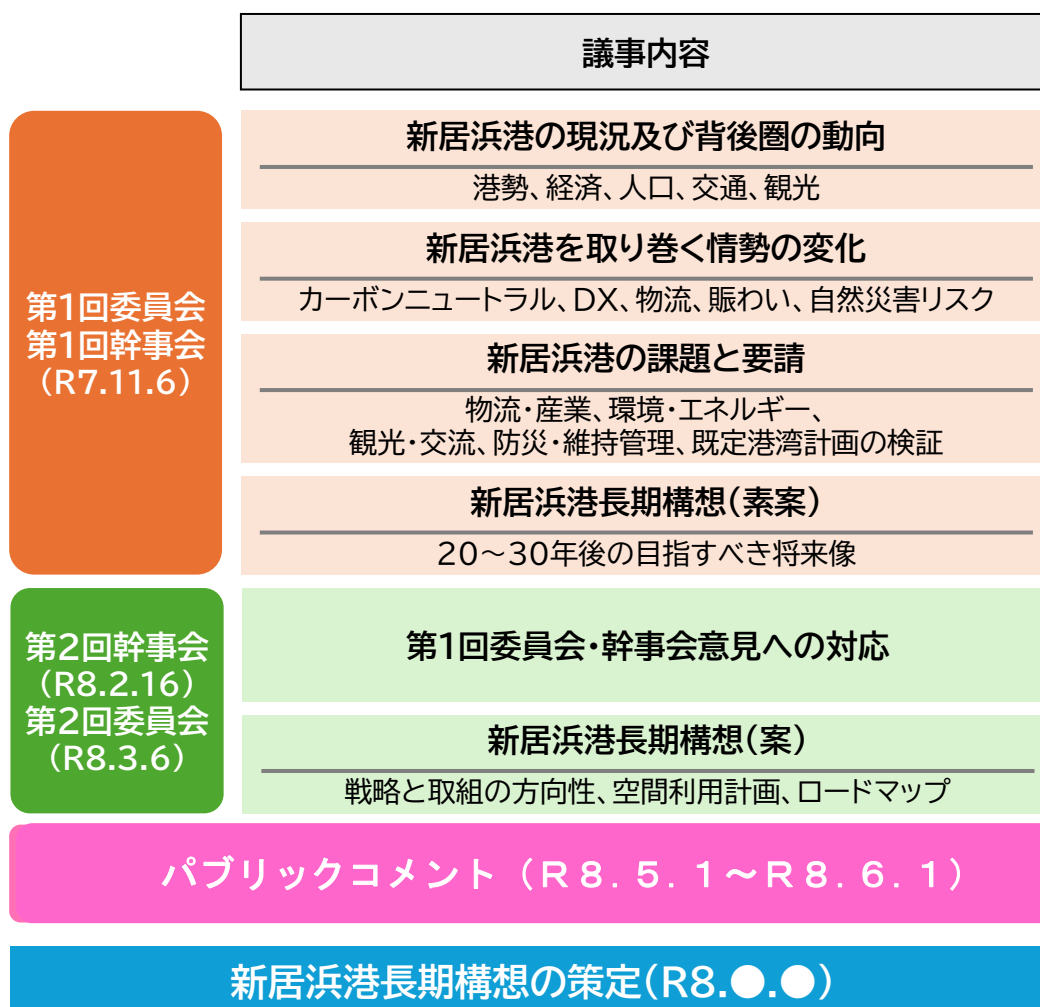 議事内容
第1回委員会
第1回幹事会
(R7.11.6)
新居浜港の現況及び背後圏の動向
港勢、経済、人口、交通、観光
新居浜港を取り巻く情勢の変化
カーボンニュートラル、DX、物流、賑わい、自然災害リスク
新居浜港の課題と要請
物流・産業、環境・エネルギー、
観光・交流、防災・維持管理、既定港湾計画の検証
新居浜港長期構想(素案)
20～30年後の目指すべき将来像
第2回幹事会
(R8.2.16)
第2回委員会
(R8.3.6)
第1回委員会・幹事会意見への対応
新居浜港長期構想(案)
戦略と取組の方向性、空間利用計画、ロードマップ
パブリックコメント（Ｒ８．５．１～Ｒ８．６．１）
新居浜港長期構想の策定(R8.●.●)